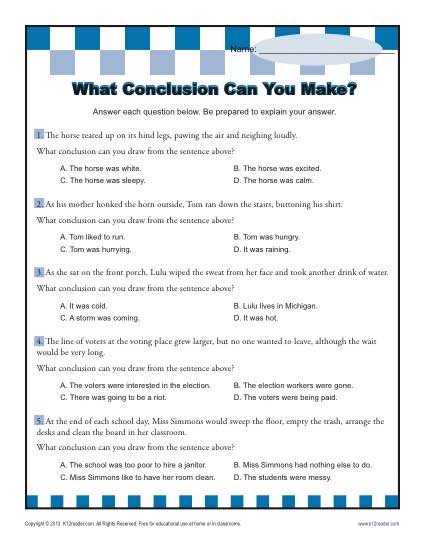 Name:
What Conclusion Can You Make?
Answer each question below. Be prepared to explain your answer.
1. The horse reared up on its hind legs, pawing the air and neighing loudly.
What conclusion can you draw from the sentence above?
A. The horse was white. B. The horse was excited.
C. The horse was sleepy. D. The horse was calm.
2. As his mother honked the horn outside, Tom ran down the stairs, buttoning his shirt.
What conclusion can you draw from the sentence above?
A. Tom liked to run. B. Tom was hungry.
C. Tom was hurrying. D. It was raining.
3. As she sat on the front porch, Lulu wiped the sweat from her face and took another drink of water.
What conclusion can you draw from the sentence above?
A. It was cold. B. Lulu lives in Michigan.
C. A storm was coming. D. It was hot.
4. The line of voters at the voting place grew larger, but no one wanted to leave, although the wait
would be very long.
What conclusion can you draw from the sentence above?
A. The voters were interested in the election. B. The election workers were gone.
C. There was going to be a riot. D. The voters were being paid.
5. At the end of each school day, Miss Simmons would sweep the floor, empty the trash, arrange the
desks and clean the board in her classroom.
What conclusion can you draw from the sentence above?
A. The school was too poor to hire a janitor. B. Miss Simmons had nothing else to do.
C. Miss Simmons like to have her room clean. D. The students were messy.
Copyright © 2013 K12reader.com. All Rights Reserved. Free for educational use at home or in classrooms. www.k12reader.com